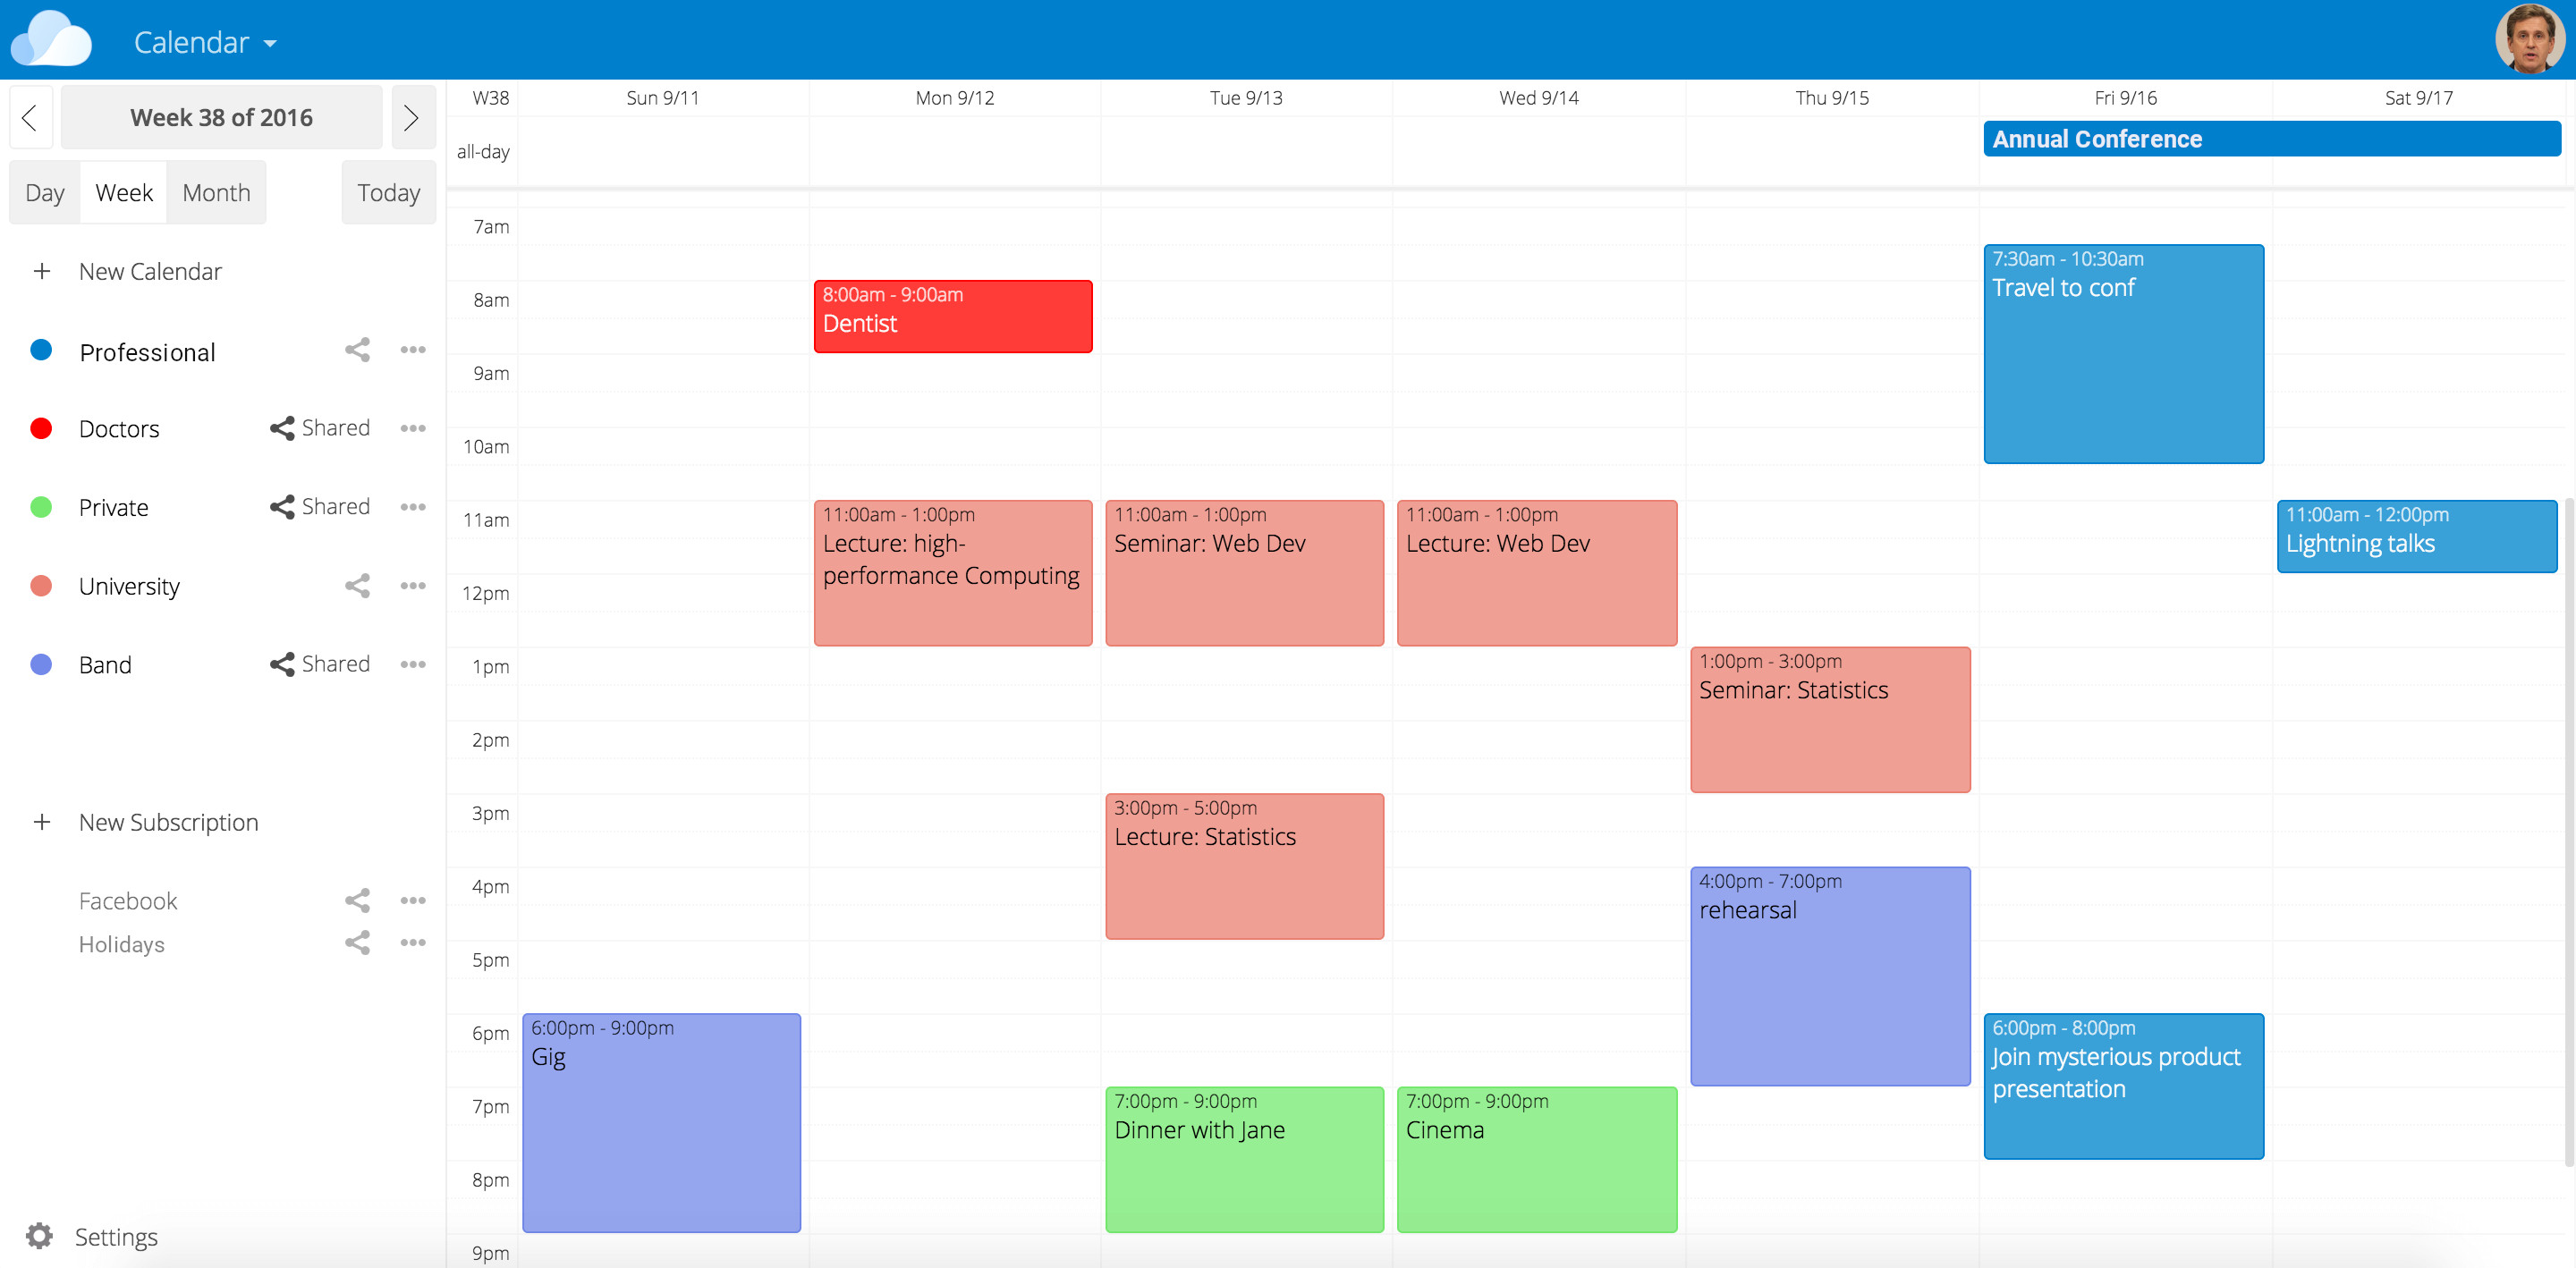 Calendar
Week 38 of 2016
Day
Week
Month
Today
+ New Calendar
Professional
Doctors
Shared
Private
Shared
University
Band
Shared
+ New Subscription
Facebook
Holidays
Settings
W38
Sun 9/11
Mon 9/12
Tue 9/13
Wed 9/14
Thu 9/15
Fri 9/16
Sat 9/17
all-day
Annual Conference
7am
8am
9am
10am
11am
12pm
1pm
2pm
3pm
4pm
5pm
6pm
7pm
8pm
9pm
6:00pm - 9:00pm
Gig
8:00am - 9:00am
Dentist
11:00am - 1:00pm
Lecture: high-
performance Computing
11:00am - 1:00pm
Seminar: Web Dev
3:00pm - 5:00pm
Lecture: Statistics
7:00pm - 9:00pm
Dinner with Jane
11:00am - 1:00pm
Lecture: Web Dev
7:00pm - 9:00pm
Cinema
1:00pm - 3:00pm
Seminar: Statistics
4:00pm - 7:00pm
rehearsal
7:30am - 10:30am
Travel to conf
6:00pm - 8:00pm
Join mysterious product
presentation
11:00am - 12:00pm
Lightning talks